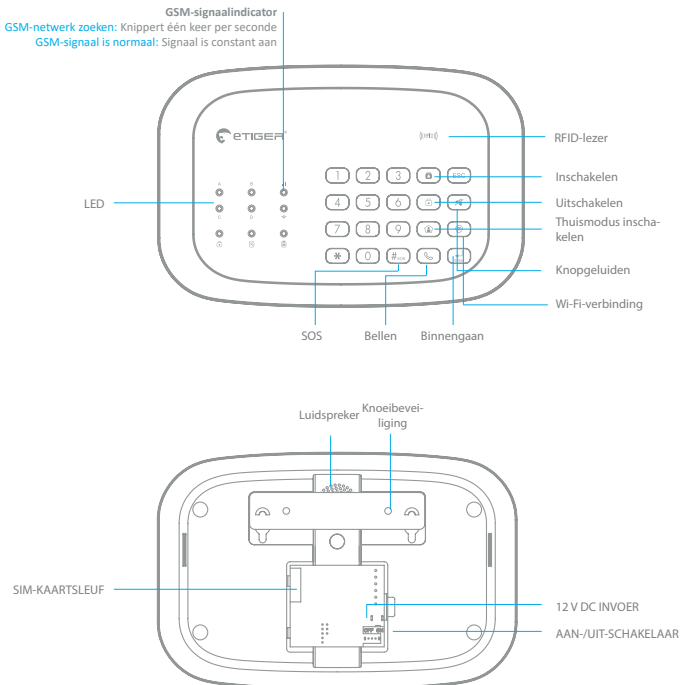 GSM-signaalindicator
GSM-netwerk zoeken: Knippert één keer per seconde
GSM-signaal is normaal: Signaal is constant aan
eTIGER
RFID-lezer
LED
A B
C D
1 2 3 ESC
4 5 6
7 8 9
* 0 #
Inschakelen
Uitschakelen
Thuismodus inscha-
kelen
Knopgeluiden
Wi-Fi-verbinding
SOS Bellen Binnengaan
Luidspreker
Knoeibevei-
liging
SIM-KAARTSLEUF
12 V DC INVOER
OFF ON
AAN-/UIT-SCHAKELAAR